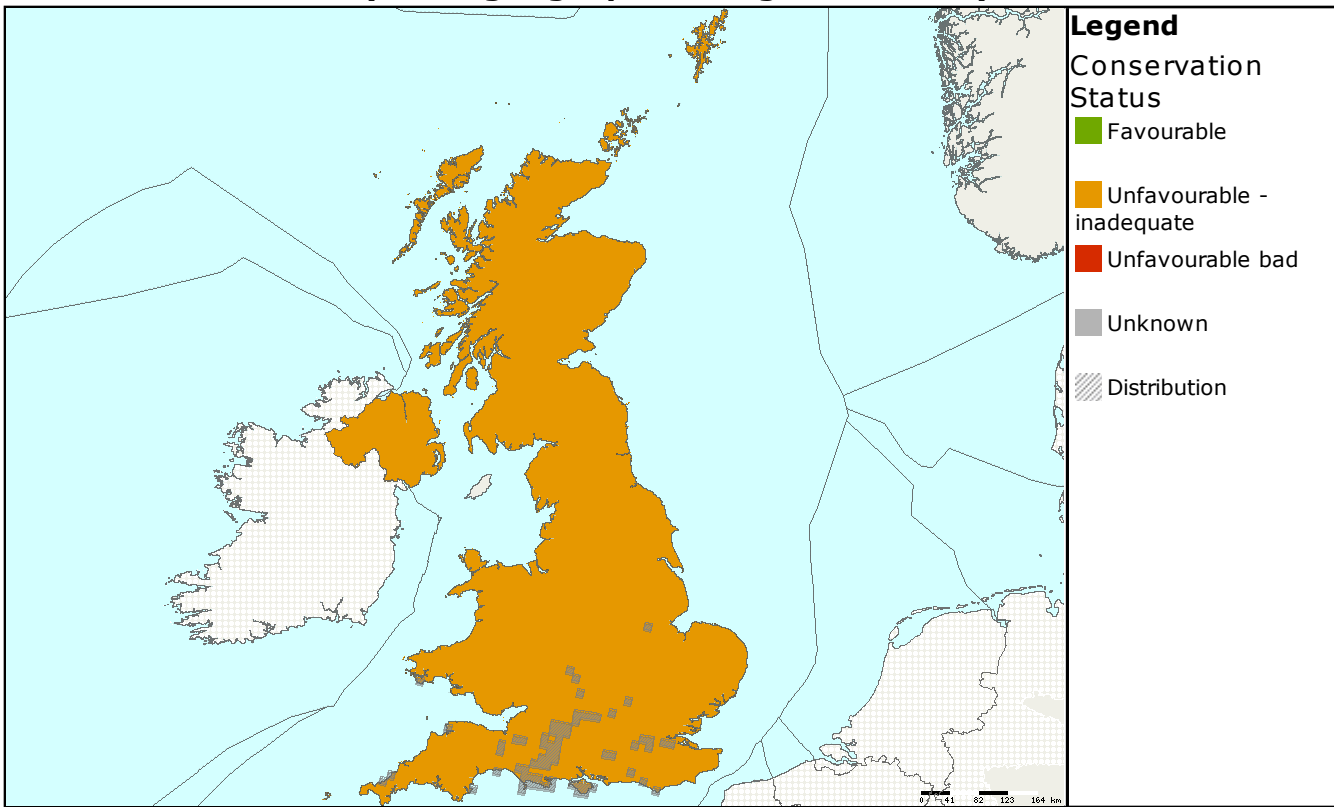 Legend
Conservation
Status
Favourable
Unfavourable -
inadequate
Unfavourable bad
Unknown
Distribution
0 41 82 123 164 km